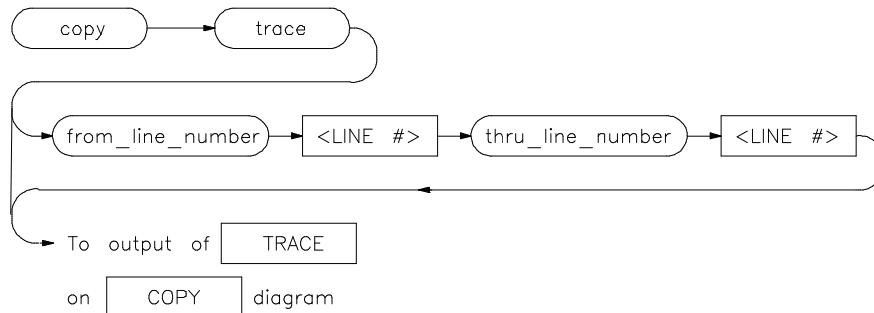 copy trace
from_line_number <LINE #> thru_line_number <LINE #>
To output of TRACE
on COPY diagram